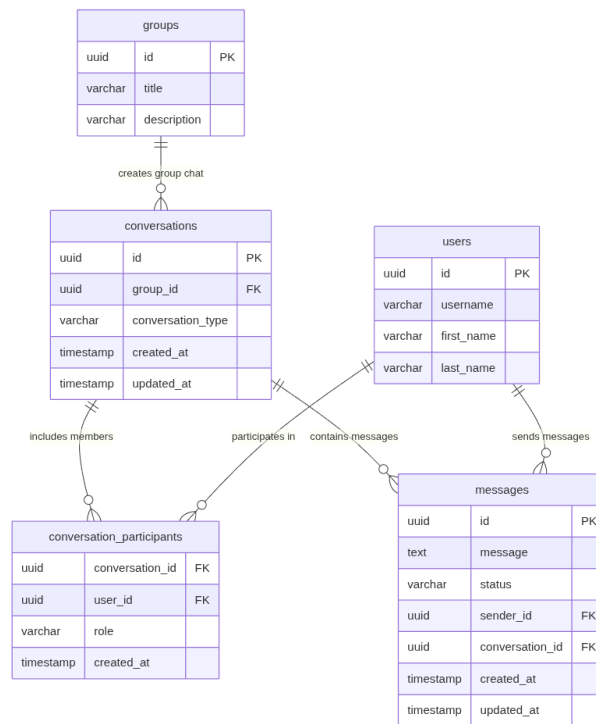 groups
uuid id PK
varchar title
varchar description
creates group chat
conversations
uuid id PK
uuid group_id FK
varchar conversation_type
timestamp created_at
timestamp updated_at
users
uuid id PK
varchar username
varchar first_name
varchar last_name
includes members
participates in
contains messages
sends messages
conversation_participants
uuid conversation_id FK
uuid user_id FK
varchar role
timestamp created_at
messages
uuid id PK
text message
varchar status
uuid sender_id FK
uuid conversation_id FK
timestamp created_at
timestamp updated_at